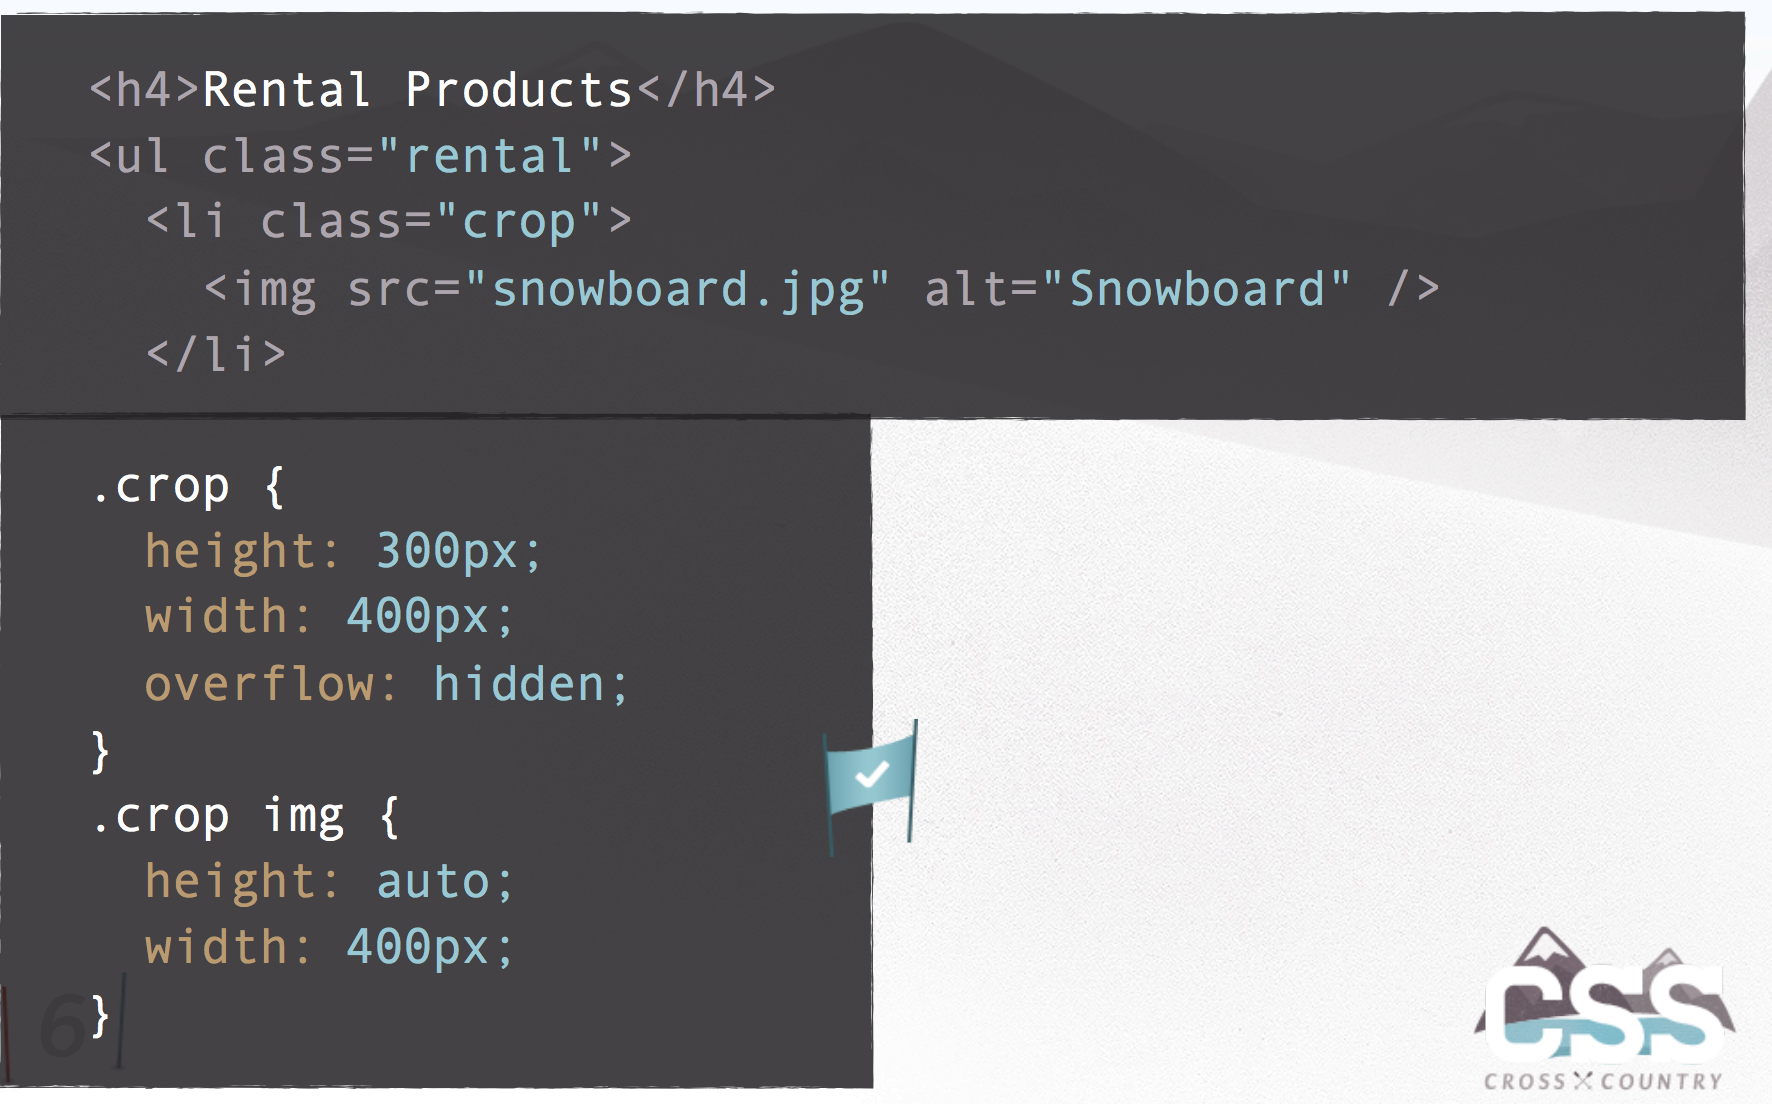 <h4>Rental Products</h4>
<ul class="rental">
<li class="crop">
<img src="snowboard.jpg" alt="Snowboard" />
</li>
.crop {
height: 300px;
width: 400px;
overflow: hidden;
}
.crop img {
height: auto;
width: 400px;
}
6
CSS
CROSS COUNTRY